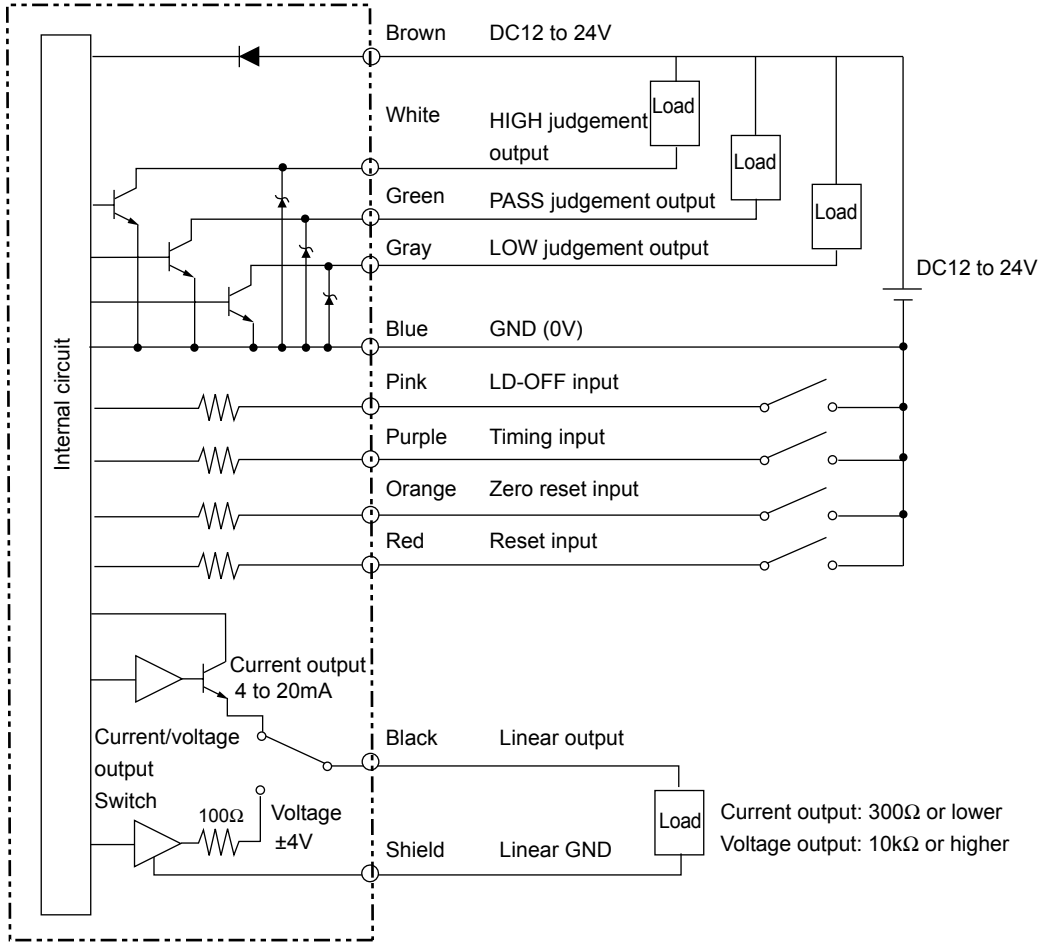 Brown DC12 to 24V
White HIGH judgement
output
Load
Load
Load
Green PASS judgement output
Gray LOW judgement output
DC12 to 24V
Blue GND (0V)
Internal circuit
Pink LD-OFF input
Purple Timing input
Orange Zero reset input
Red Reset input
Current output
4 to 20mA
Current/voltage
output
Switch
Black Linear output
100Ω
Voltage
±4V
Load
Current output: 300Ω or lower
Voltage output: 10kΩ or higher
Shield Linear GND